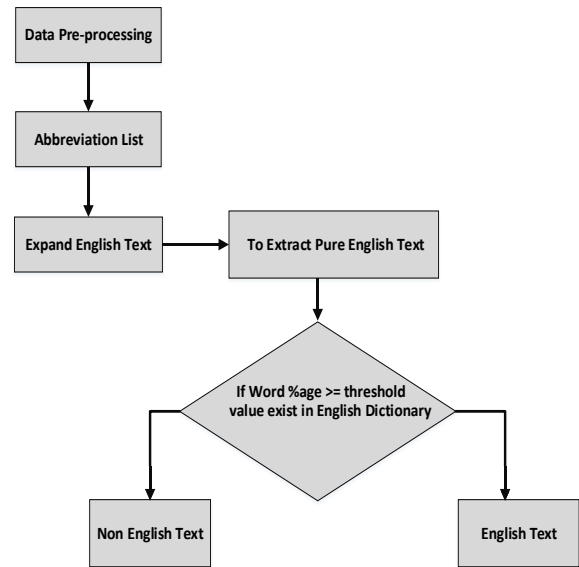 Data Pre-processing
Abbreviation List
Expand English Text
To Extract Pure English Text
If Word %age >= threshold
value exist in English Dictionary
Non English Text
English Text